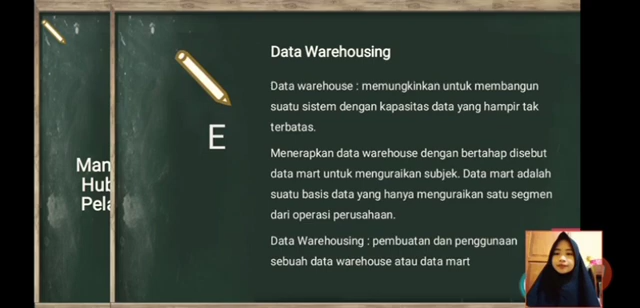 Data Warehousing
Data warehouse : memungkinkan untuk membangun
suatu sistem dengan kapasitas data yang hampir tak
terbatas.
E
Menerapkan data warehouse dengan bertahap disebut
data mart untuk menguraikan subjek. Data mart adalah
suatu basis data yang hanya menguraikan satu segmen
dari operasi perusahaan.
Data Warehousing : pembuatan dan penggunaan
sebuah data warehouse atau data mart
Man
Hub
Pela